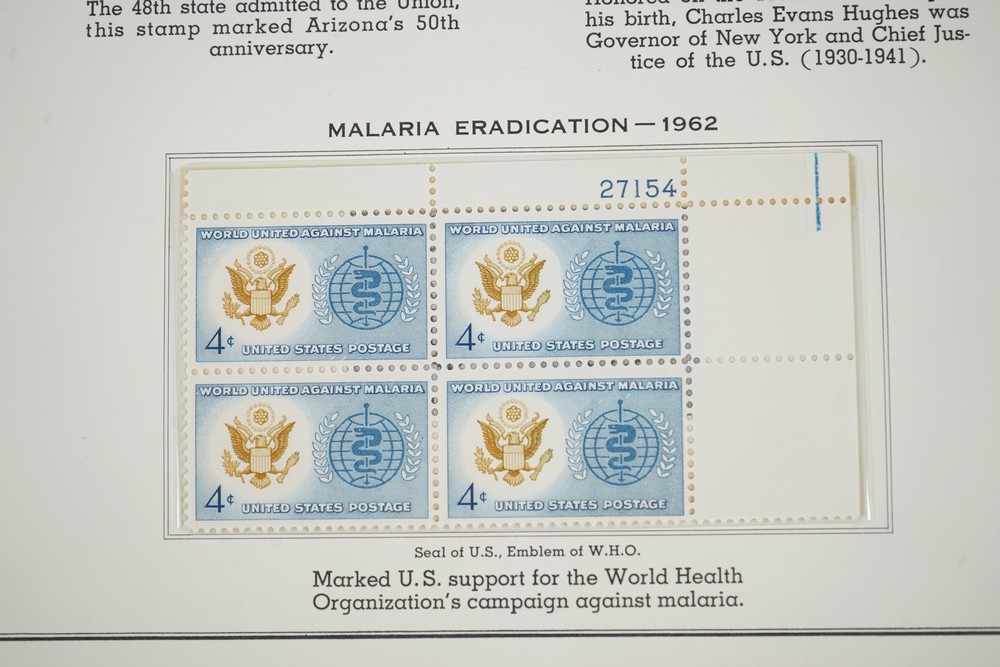 The 48th state admitted to the Union,
this stamp marked Arizona's 50th
anniversary.
his birth, Charles Evans Hughes was
Governor of New York and Chief Jus-
tice of the U.S. (1930-1941).
MALARIA ERADICATION — 1962
27154
WORLD UNITED AGAINST MALARIA
4¢
UNITED STATES POSTAGE
WORLD UNITED AGAINST MALARIA
4¢
UNITED STATES POSTAGE
WORLD UNITED AGAINST MALARIA
4¢
UNITED STATES POSTAGE
WORLD UNITED AGAINST MALARIA
4¢
UNITED STATES POSTAGE
Seal of U.S., Emblem of W.H.O.
Marked U.S. support for the World Health
Organization's campaign against malaria.